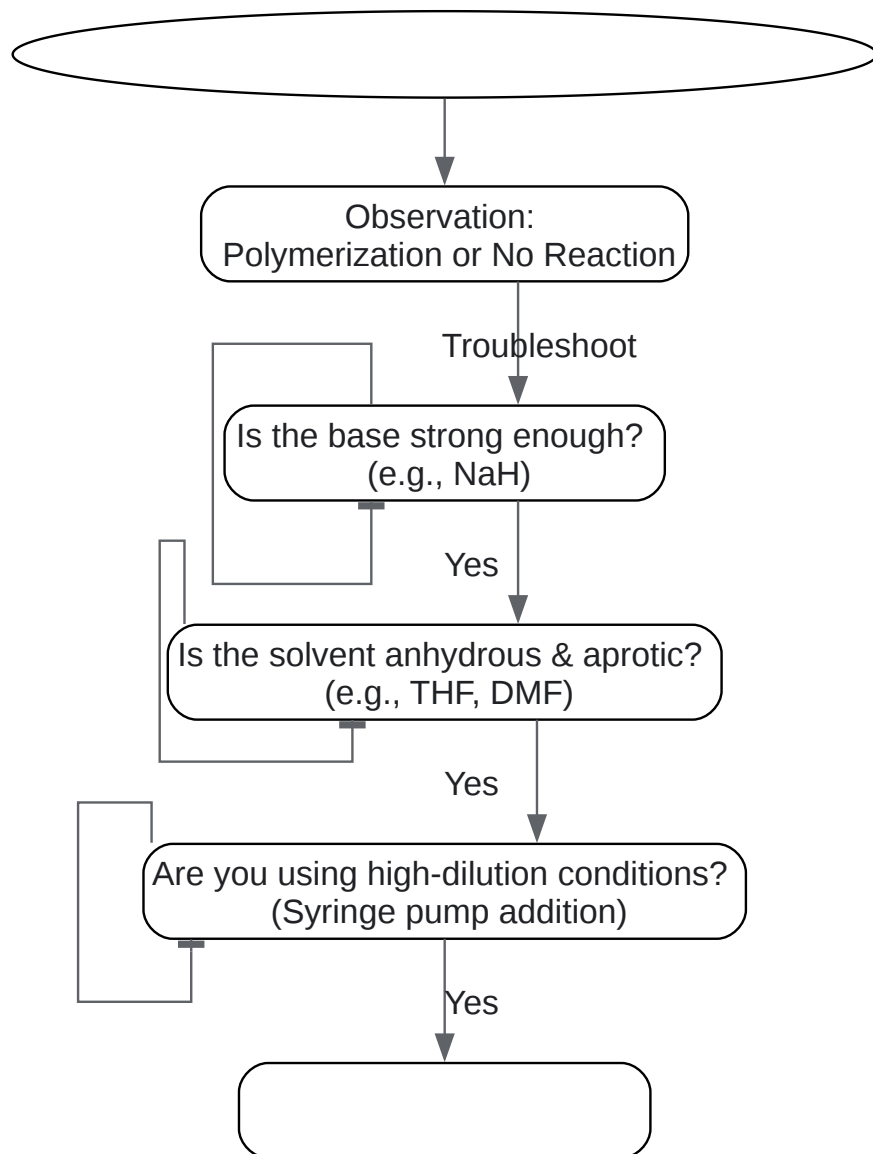 Observation:
Polymerization or No Reaction
Troubleshoot
Is the base strong enough?
(e.g., NaH)
Yes
Is the solvent anhydrous & aprotic?
(e.g., THF, DMF)
Yes
Are you using high-dilution conditions?
(Syringe pump addition)
Yes